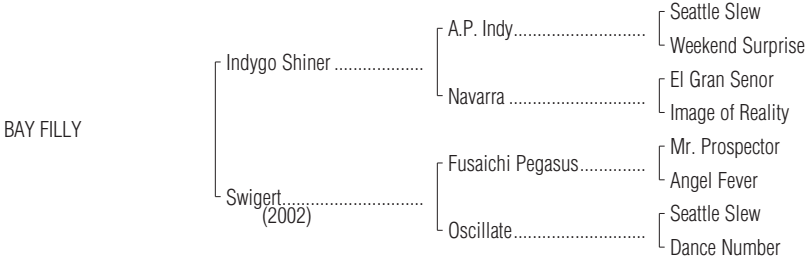 Seattle Slew
A.P. Indy............................
Weekend Surprise
Indygo Shiner ...................
El Gran Senor
Navarra .............................
Image of Reality
BAY FILLY
Mr. Prospector
Fusaichi Pegasus..............
Angel Fever
Swigert..............................
(2002)
Seattle Slew
Oscillate............................
Dance Number